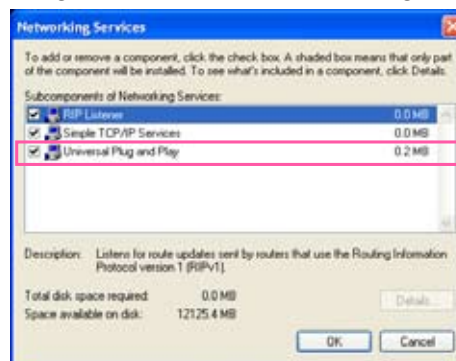 Networking Services
To add or remove a component, click the check box. A shaded box means that only part
of the component will be installed. To see what's included in a component, click Details.
Subcomponents of Networking Services:
RIP Listener 0.0 MB
Simple TCP/IP Services 0.0 MB
Universal Plug and Play 0.2 MB
Description: Listens for route updates sent by routers that use the Routing Information
Protocol version 1 (RIPv1).
Total disk space required: 0.0 MB
Details...
Space available on disk: 12125.4 MB
OK
Cancel